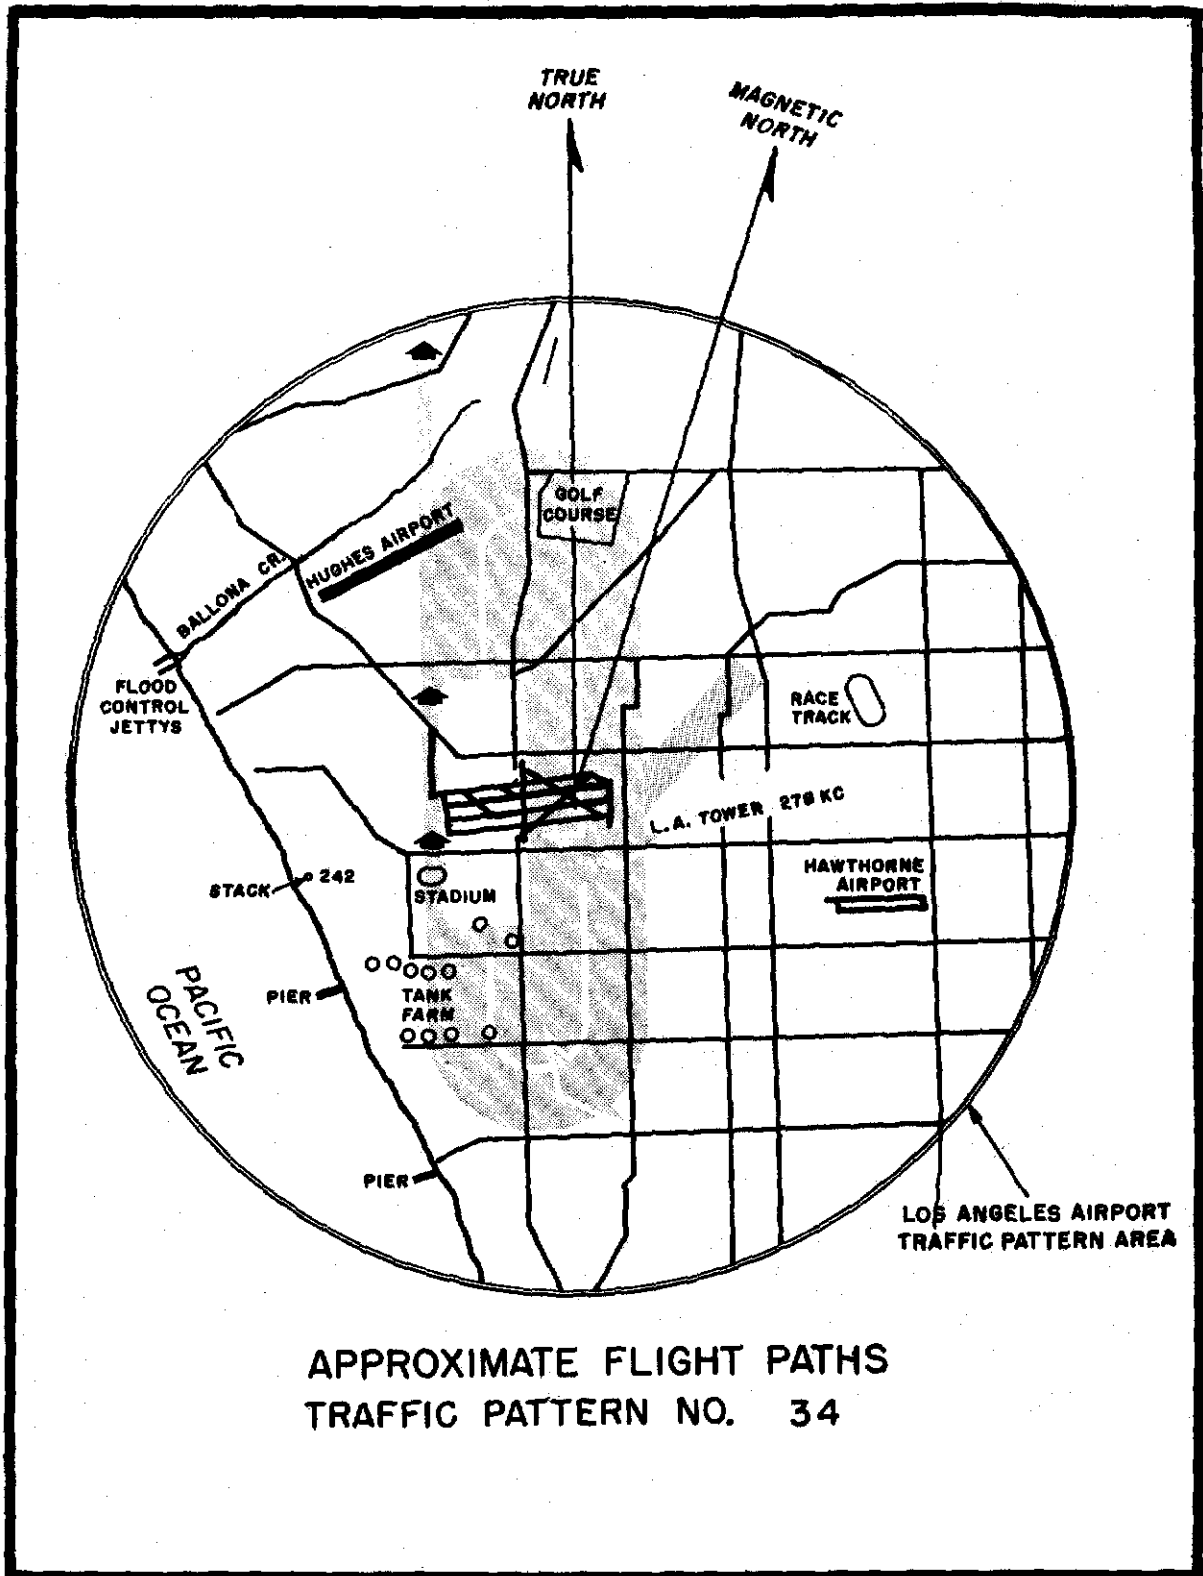 TRUE
NORTH
MAGNETIC
NORTH
GOLF
COURSE
HUGHES AIRPORT
BALLONA CR.
FLOOD
CONTROL
JETTYS
RACE
TRACK
L.A. TOWER 278 KC
HAWTHORNE
AIRPORT
STACK
242
STADIUM
PACIFIC
OCEAN
PIER
TANK
FARM
PIER
LOS ANGELES AIRPORT
TRAFFIC PATTERN AREA
APPROXIMATE FLIGHT PATHS
TRAFFIC PATTERN NO. 34